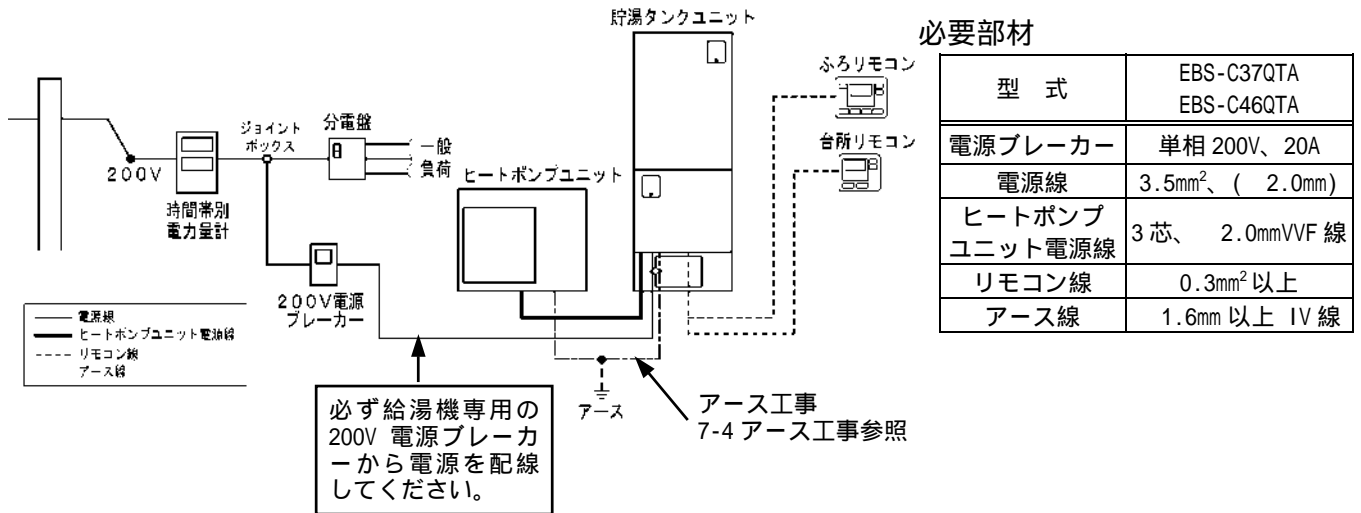 貯湯タンクユニット
必要部材
ふろリモコン
台所リモコン
ジョイント
ボックス
分電盤
一般
負荷
200V
時間帯別
電力量計
ヒートポンプユニット
200V電源
ブレーカー
電源線
ヒートポンプユニット電源線
リモコン線
アース線
必ず給湯機専用の
200V 電源ブレーカ
ーから電源を配線
してください。
アース
アース工事
7-4 アース工事参照
型 式
EBS-C37QTA
EBS-C46QTA
電源ブレーカー 単相 200V、20A
電源線 3.5mm²、( 2.0mm)
ヒートポンプ
ユニット電源線
3 芯、 2.0mmVVF 線
リモコン線 0.3mm² 以上
アース線 1.6mm 以上 IV 線